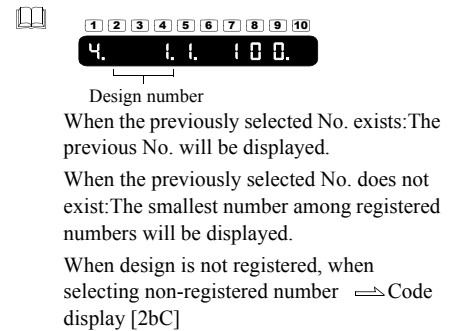 1 2 3 4 5 6 7 8 9 10
4. 1. 1. 100.
Design number
When the previously selected No. exists:The
previous No. will be displayed.
When the previously selected No. does not
exist:The smallest number among registered
numbers will be displayed.
When design is not registered, when
selecting non-registered number ⇒Code
display [2bC]